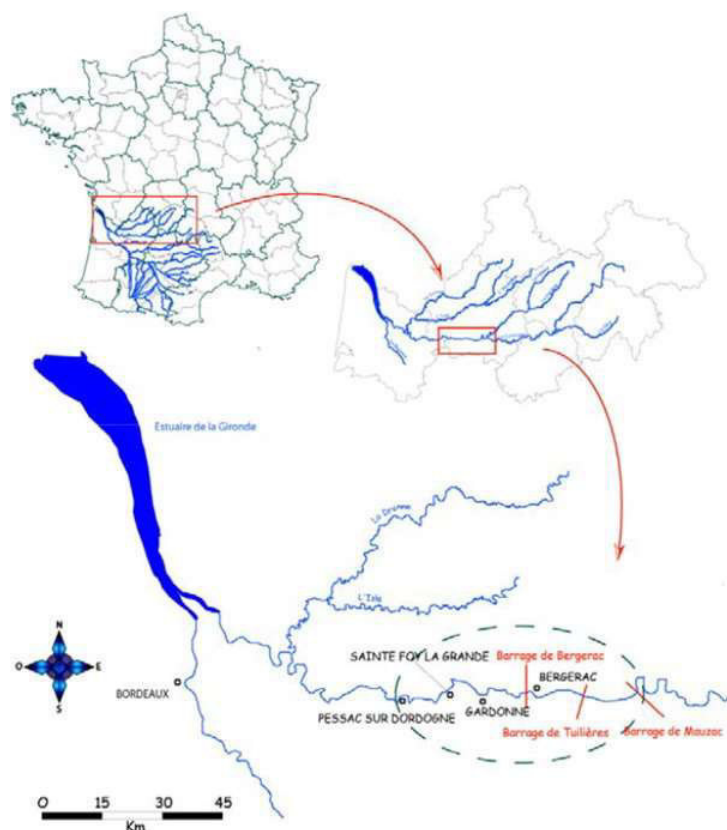 Estuaire de la Gironde
La Dronne
L'Isle
N
O
E
S
BORDEAUX
SAINTE FOY LA GRANDE
Barrage de Bergerac
BERGERAC
PESSAC SUR DORDOGNE
GARDONNE
Barrage de Tuilières
Barrage de Mauzac
0 15 30 45
Km